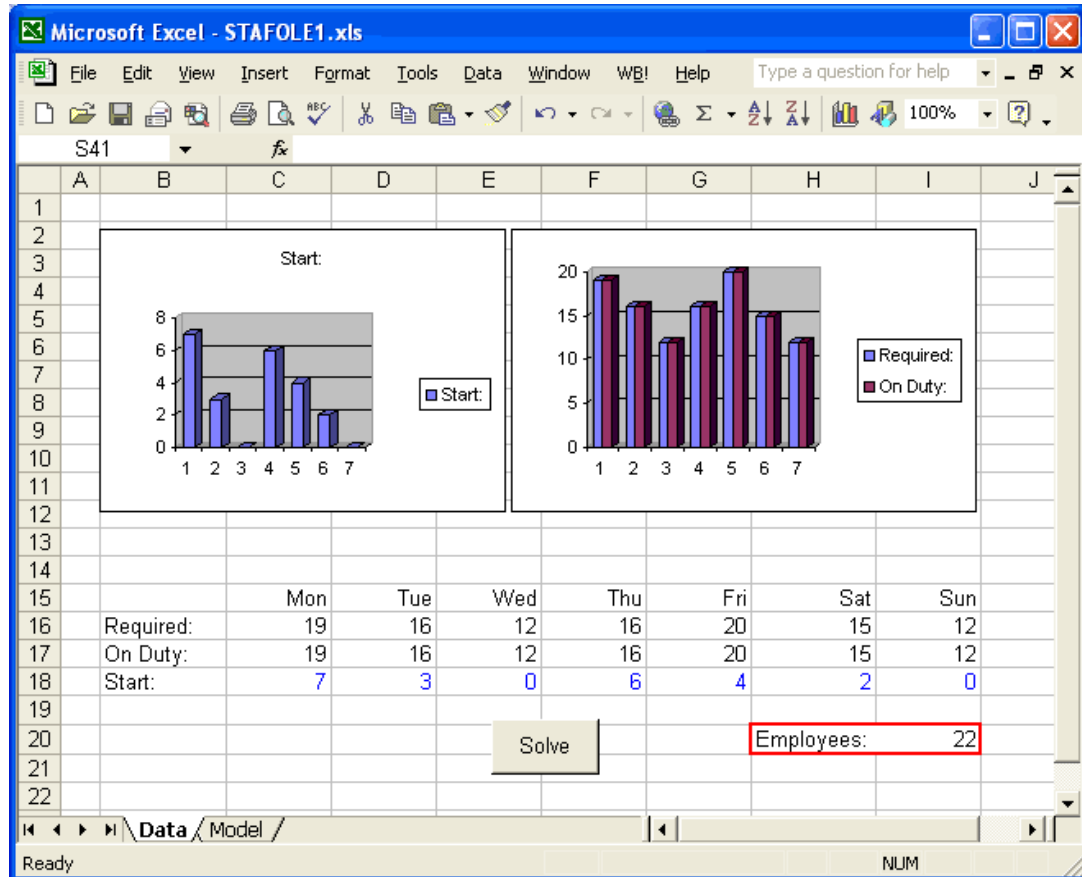 Microsoft Excel - STAFOLE1.xls
File Edit View Insert Format Tools Data Window WB! Help Type a question for help
ABC Σ A Z Z A 100% ?
S41 fx
A B C D E F G H I J
1
2
3
4
5
6
7
8
9
10
11
12
13
14
15
16
17
18
19
20
21
22
Start:
8
6
4
2
0
1 2 3 4 5 6 7
Start:
20
15
10
5
0
1 2 3 4 5 6 7
Required:
On Duty:
Mon Tue Wed Thu Fri Sat Sun
Required: 19 16 12 16 20 15 12
On Duty: 19 16 12 16 20 15 12
Start: 7 3 0 6 4 2 0
Solve
Employees: 22
Data / Model /
Ready NUM